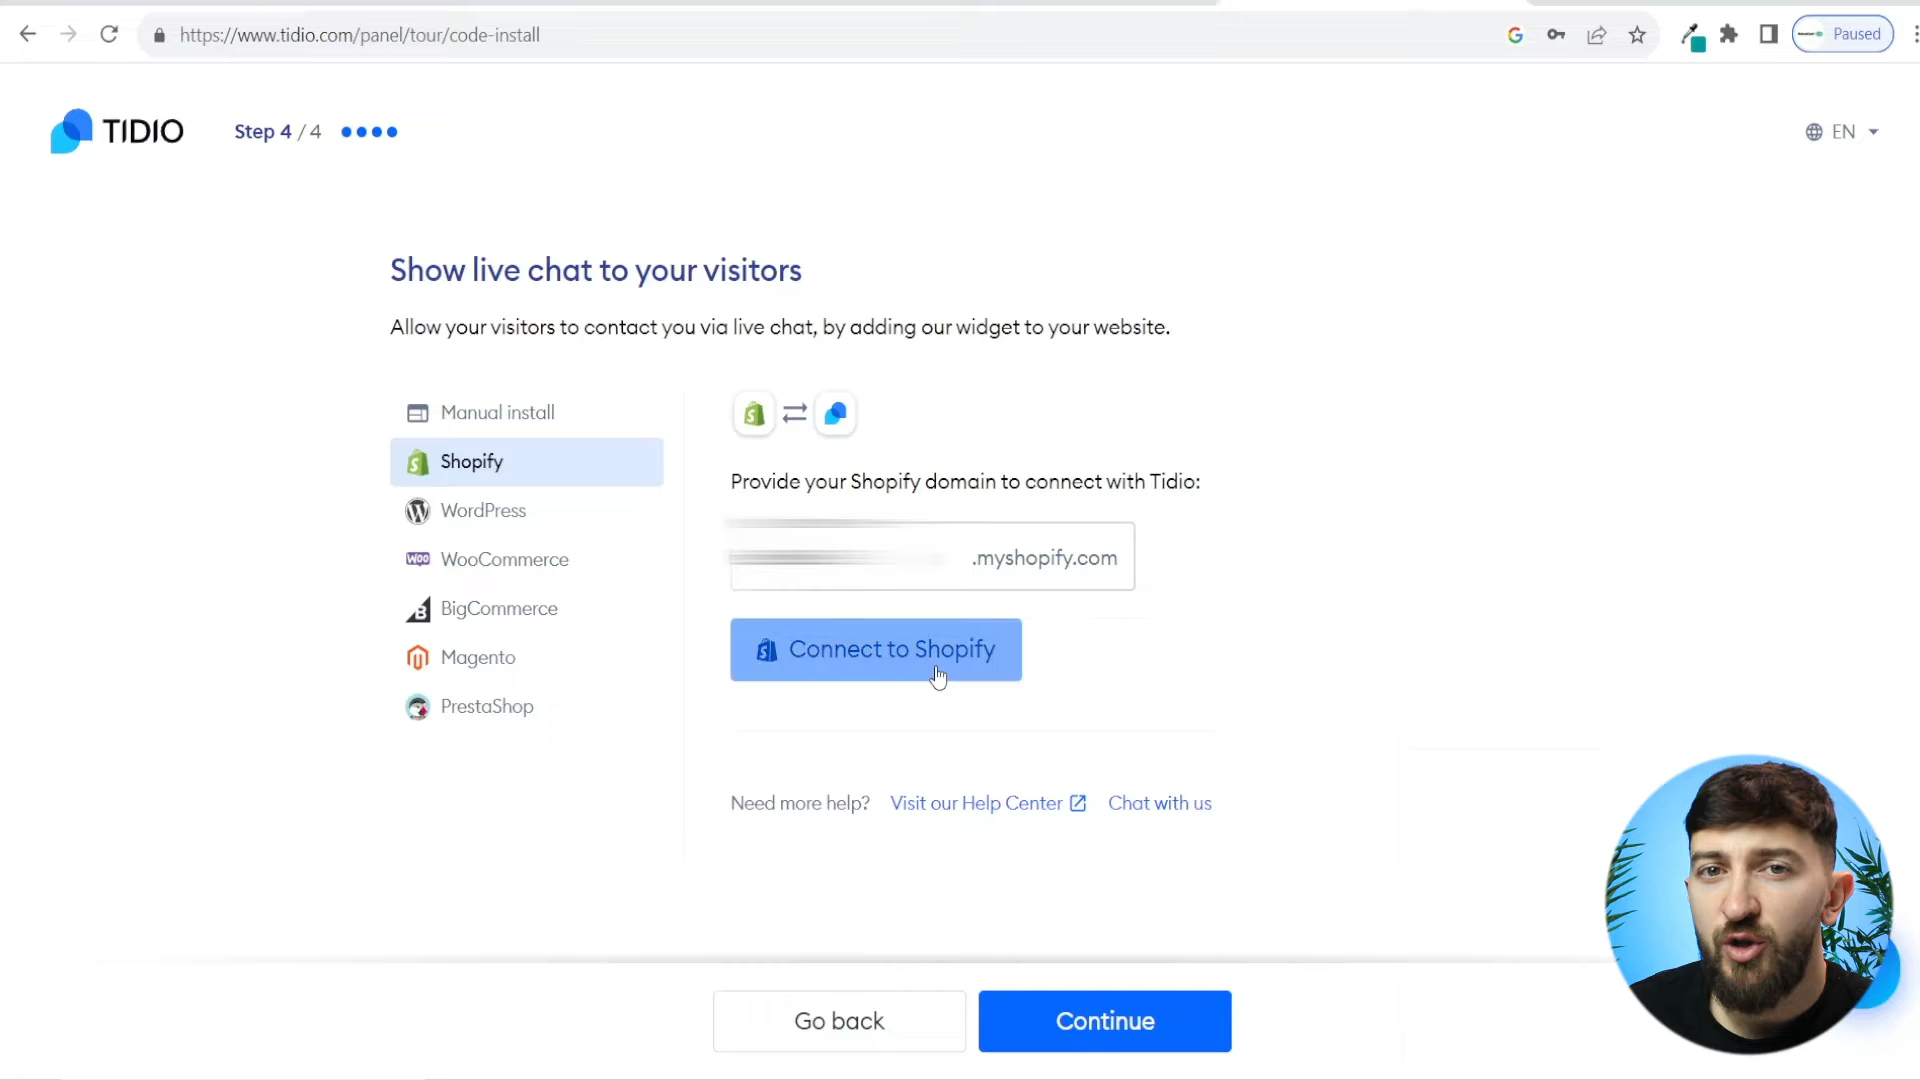 https://www.tidio.com/panel/tour/code-install
Paused
TIDIO
Step 4 / 4
EN
Show live chat to your visitors
Allow your visitors to contact you via live chat, by adding our widget to your website.
Manual install
Shopify
WordPress
WooCommerce
BigCommerce
Magento
PrestaShop
Provide your Shopify domain to connect with Tidio:
.myshopify.com
Connect to Shopify
Need more help? Visit our Help Center Chat with us
Go back
Continue